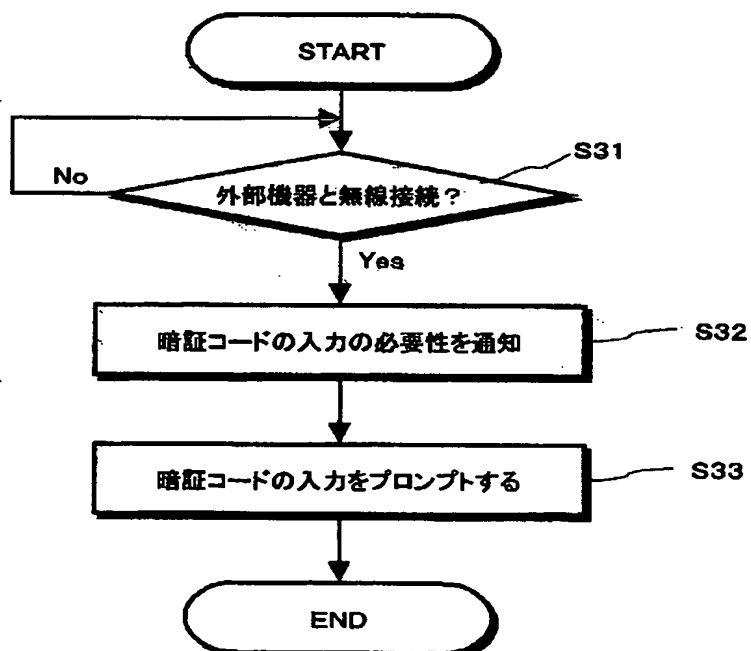 START
S31
No
外部機器と無線接続？
Yes
暗証コードの入力の必要性を通知
S32
暗証コードの入力をプロンプトする
S33
END